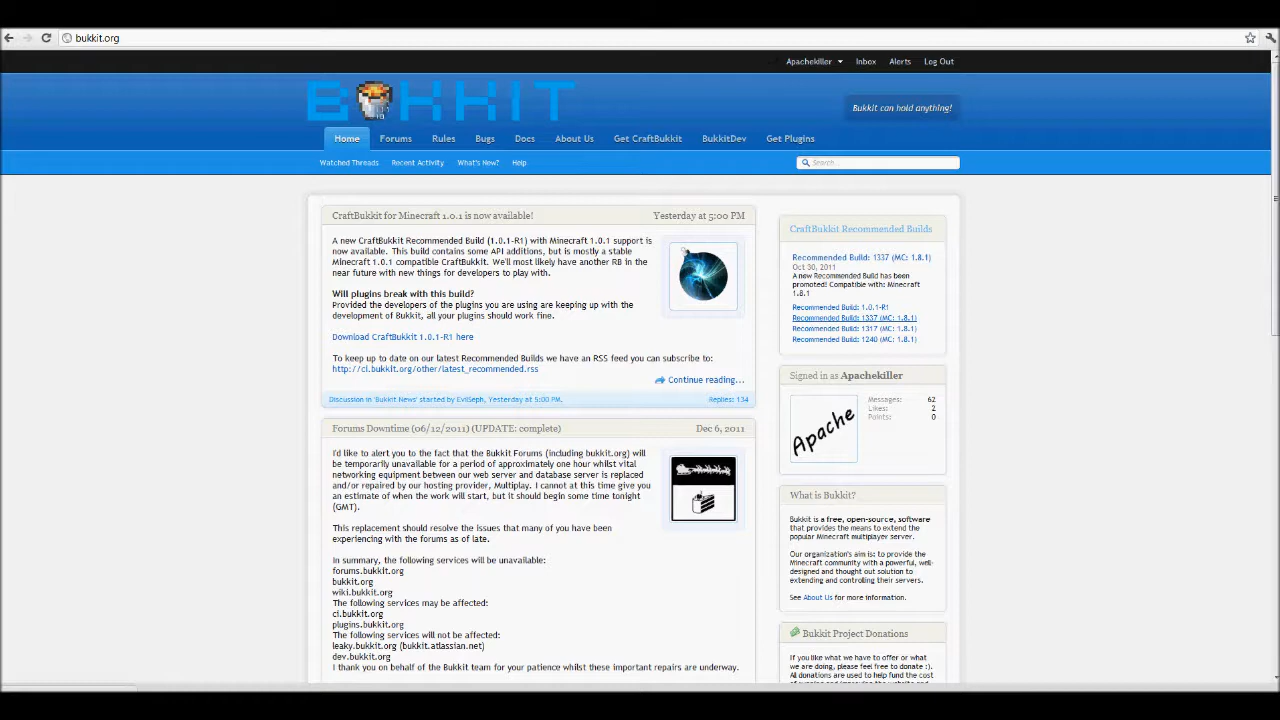 bukkit.org
Apachekiller Inbox Alerts Log Out
BUKKIT
Bukkit can hold anything!
Home Forums Rules Bugs Docs About Us Get CraftBukkit BukkitDev Get Plugins
Watched Threads Recent Activity What's New? Help
Search...
CraftBukkit for Minecraft 1.0.1 is now available! Yesterday at 5:00 PM
A new CraftBukkit Recommended Build (1.0.1-R1) with Minecraft 1.0.1 support is
now available. This build contains some API additions, but is mostly a stable
Minecraft 1.0.1 compatible CraftBukkit. We'll most likely have another RB in the
near future with new things for developers to play with.
Will plugins break with this build?
Provided the developers of the plugins you are using are keeping up with the
development of Bukkit, all your plugins should work fine.
Download CraftBukkit 1.0.1-R1 here
To keep up to date on our latest Recommended Builds we have an RSS feed you can subscribe to:
http://ci.bukkit.org/other/latest_recommended.rss
Continue reading...
Discussion in 'Bukkit News' started by EvilSeph, Yesterday at 5:00 PM. Replies: 134
Forums Downtime (06/12/2011) (UPDATE: complete) Dec 6, 2011
I'd like to alert you to the fact that the Bukkit Forums (including bukkit.org) will
be temporarily unavailable for a period of approximately one hour whilst vital
networking equipment between our web server and database server is replaced
and/or repaired by our hosting provider, Multiplay. I cannot at this time give you
an estimate of when the work will start, but it should begin some time tonight
(GMT).
This replacement should resolve the issues that many of you have been
experiencing with the forums as of late.
In summary, the following services will be unavailable:
forums.bukkit.org
bukkit.org
wiki.bukkit.org
The following services may be affected:
ci.bukkit.org
plugins.bukkit.org
The following services will not be affected:
leaky.bukkit.org (bukkit.atlassian.net)
dev.bukkit.org
I thank you on behalf of the Bukkit team for your patience whilst these important repairs are underway.
CraftBukkit Recommended Builds
Recommended Build: 1337 (MC: 1.8.1)
Oct 30, 2011
A new Recommended Build has been
promoted! Compatible with: Minecraft
1.8.1
Recommended Build: 1.0.1-R1
Recommended Build: 1337 (MC: 1.8.1)
Recommended Build: 1317 (MC: 1.8.1)
Recommended Build: 1240 (MC: 1.8.1)
Signed in as Apachekiller
Apache
Messages: 62
Likes: 2
Points: 0
What is Bukkit?
Bukkit is a free, open-source, software
that provides the means to extend the
popular Minecraft multiplayer server.
Our organization's aim is: to provide the
Minecraft community with a powerful, well-
designed and thought out solution to
extending and controlling their servers.
See About Us for more information.
Bukkit Project Donations
If you like what we have to offer or what
we are doing, please feel free to donate :).
All donations are used to help fund the cost